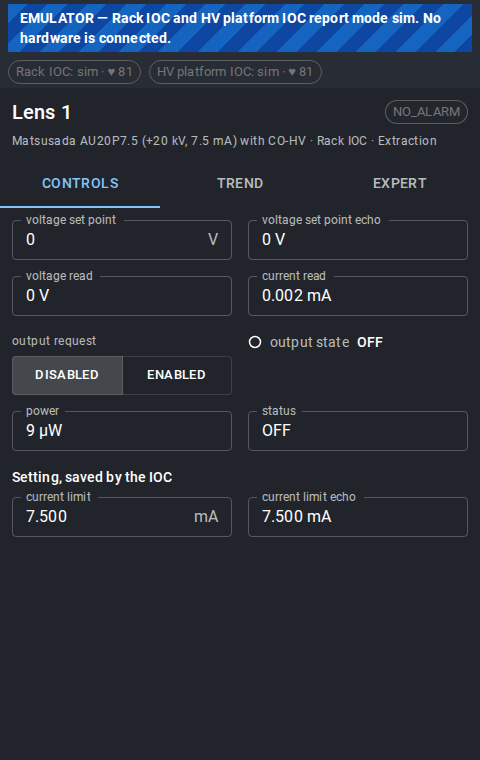 EMULATOR — Rack IOC and HV platform IOC report mode sim. No
hardware is connected.
Rack IOC: sim · ♥ 81
HV platform IOC: sim · ♥ 81
Lens 1
NO_ALARM
Matsusada AU20P7.5 (+20 kV, 7.5 mA) with CO-HV · Rack IOC · Extraction
CONTROLS
TREND
EXPERT
voltage set point
0 V
voltage set point echo
0 V
voltage read
0 V
current read
0.002 mA
output request
output state OFF
DISABLED
ENABLED
power
9 µW
status
OFF
Setting, saved by the IOC
current limit
7.500 mA
current limit echo
7.500 mA